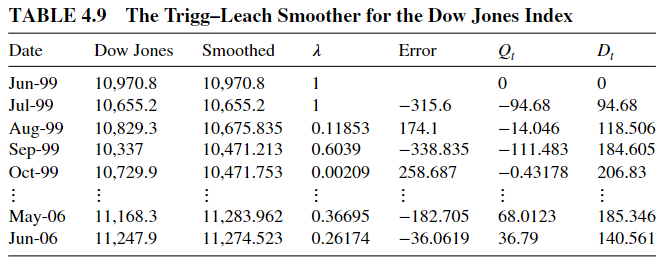 TABLE 4.9 The Trigg–Leach Smoother for the Dow Jones Index
Date Dow Jones Smoothed λ Error Qt Dt
Jun-99 10,970.8 10,970.8 1 0 0
Jul-99 10,655.2 10,655.2 1 −315.6 −94.68 94.68
Aug-99 10,829.3 10,675.835 0.11853 174.1 −14.046 118.506
Sep-99 10,337 10,471.213 0.6039 −338.835 −111.483 184.605
Oct-99 10,729.9 10,471.753 0.00209 258.687 −0.43178 206.83
⋮ ⋮ ⋮ ⋮ ⋮ ⋮ ⋮
May-06 11,168.3 11,283.962 0.36695 −182.705 68.0123 185.346
Jun-06 11,247.9 11,274.523 0.26174 −36.0619 36.79 140.561